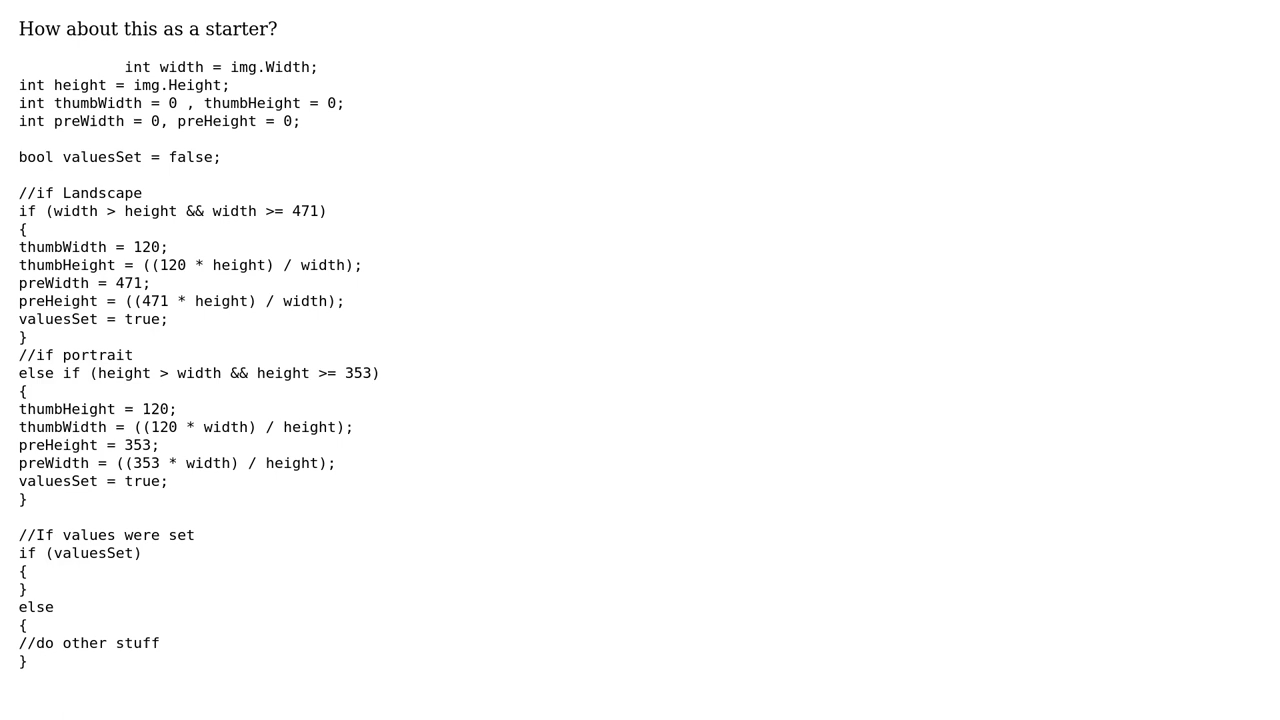 How about this as a starter?
int width = img.Width;
int height = img.Height;
int thumbWidth = 0 , thumbHeight = 0;
int preWidth = 0, preHeight = 0;
bool valuesSet = false;
//if Landscape
if (width > height && width >= 471)
{
thumbWidth = 120;
thumbHeight = ((120 * height) / width);
preWidth = 471;
preHeight = ((471 * height) / width);
valuesSet = true;
}
//if portrait
else if (height > width && height >= 353)
{
thumbHeight = 120;
thumbWidth = ((120 * width) / height);
preHeight = 353;
preWidth = ((353 * width) / height);
valuesSet = true;
}
//If values were set
if (valuesSet)
{
}
else
{
//do other stuff
}